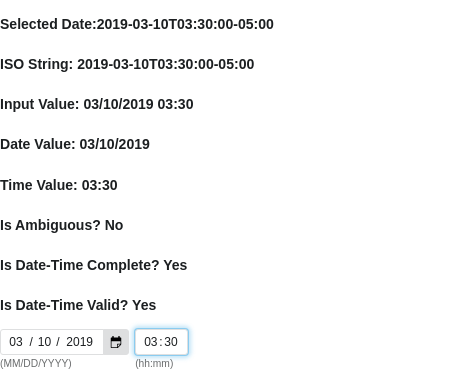 Selected Date:2019-03-10T03:30:00-05:00
ISO String: 2019-03-10T03:30:00-05:00
Input Value: 03/10/2019 03:30
Date Value: 03/10/2019
Time Value: 03:30
Is Ambiguous? No
Is Date-Time Complete? Yes
Is Date-Time Valid? Yes
03 / 10 / 2019 03:30
(MM/DD/YYYY) (hh:mm)